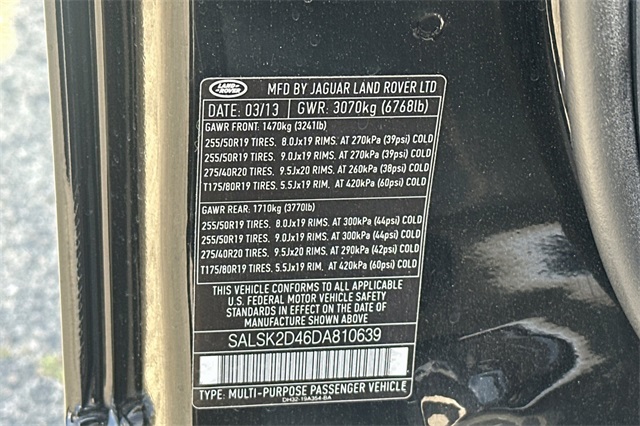 LAND ROVER MFD BY JAGUAR LAND ROVER LTD
DATE: 03/13 GWR: 3070kg (6768lb)
GAWR FRONT: 1470kg (3241lb)
255/50R19 TIRES, 8.0Jx19 RIMS, AT 270kPa (39psi) COLD
255/50R19 TIRES, 9.0Jx19 RIMS, AT 270kPa (39psi) COLD
275/40R20 TIRES, 9.5Jx20 RIMS, AT 260kPa (38psi) COLD
T175/80R19 TIRES, 5.5Jx19 RIM, AT 420kPa (60psi) COLD
GAWR REAR: 1710kg (3770lb)
255/50R19 TIRES, 8.0Jx19 RIMS, AT 300kPa (44psi) COLD
255/50R19 TIRES, 9.0Jx19 RIMS, AT 300kPa (44psi) COLD
275/40R20 TIRES, 9.5Jx20 RIMS, AT 290kPa (42psi) COLD
T175/80R19 TIRES, 5.5Jx19 RIM, AT 420kPa (60psi) COLD
THIS VEHICLE CONFORMS TO ALL APPLICABLE
U.S. FEDERAL MOTOR VEHICLE SAFETY
STANDARDS IN EFFECT ON THE DATE OF
MANUFACTURE SHOWN ABOVE
SALSK2D46DA810639
TYPE: MULTI-PURPOSE PASSENGER VEHICLE
DH32-19A354-BA